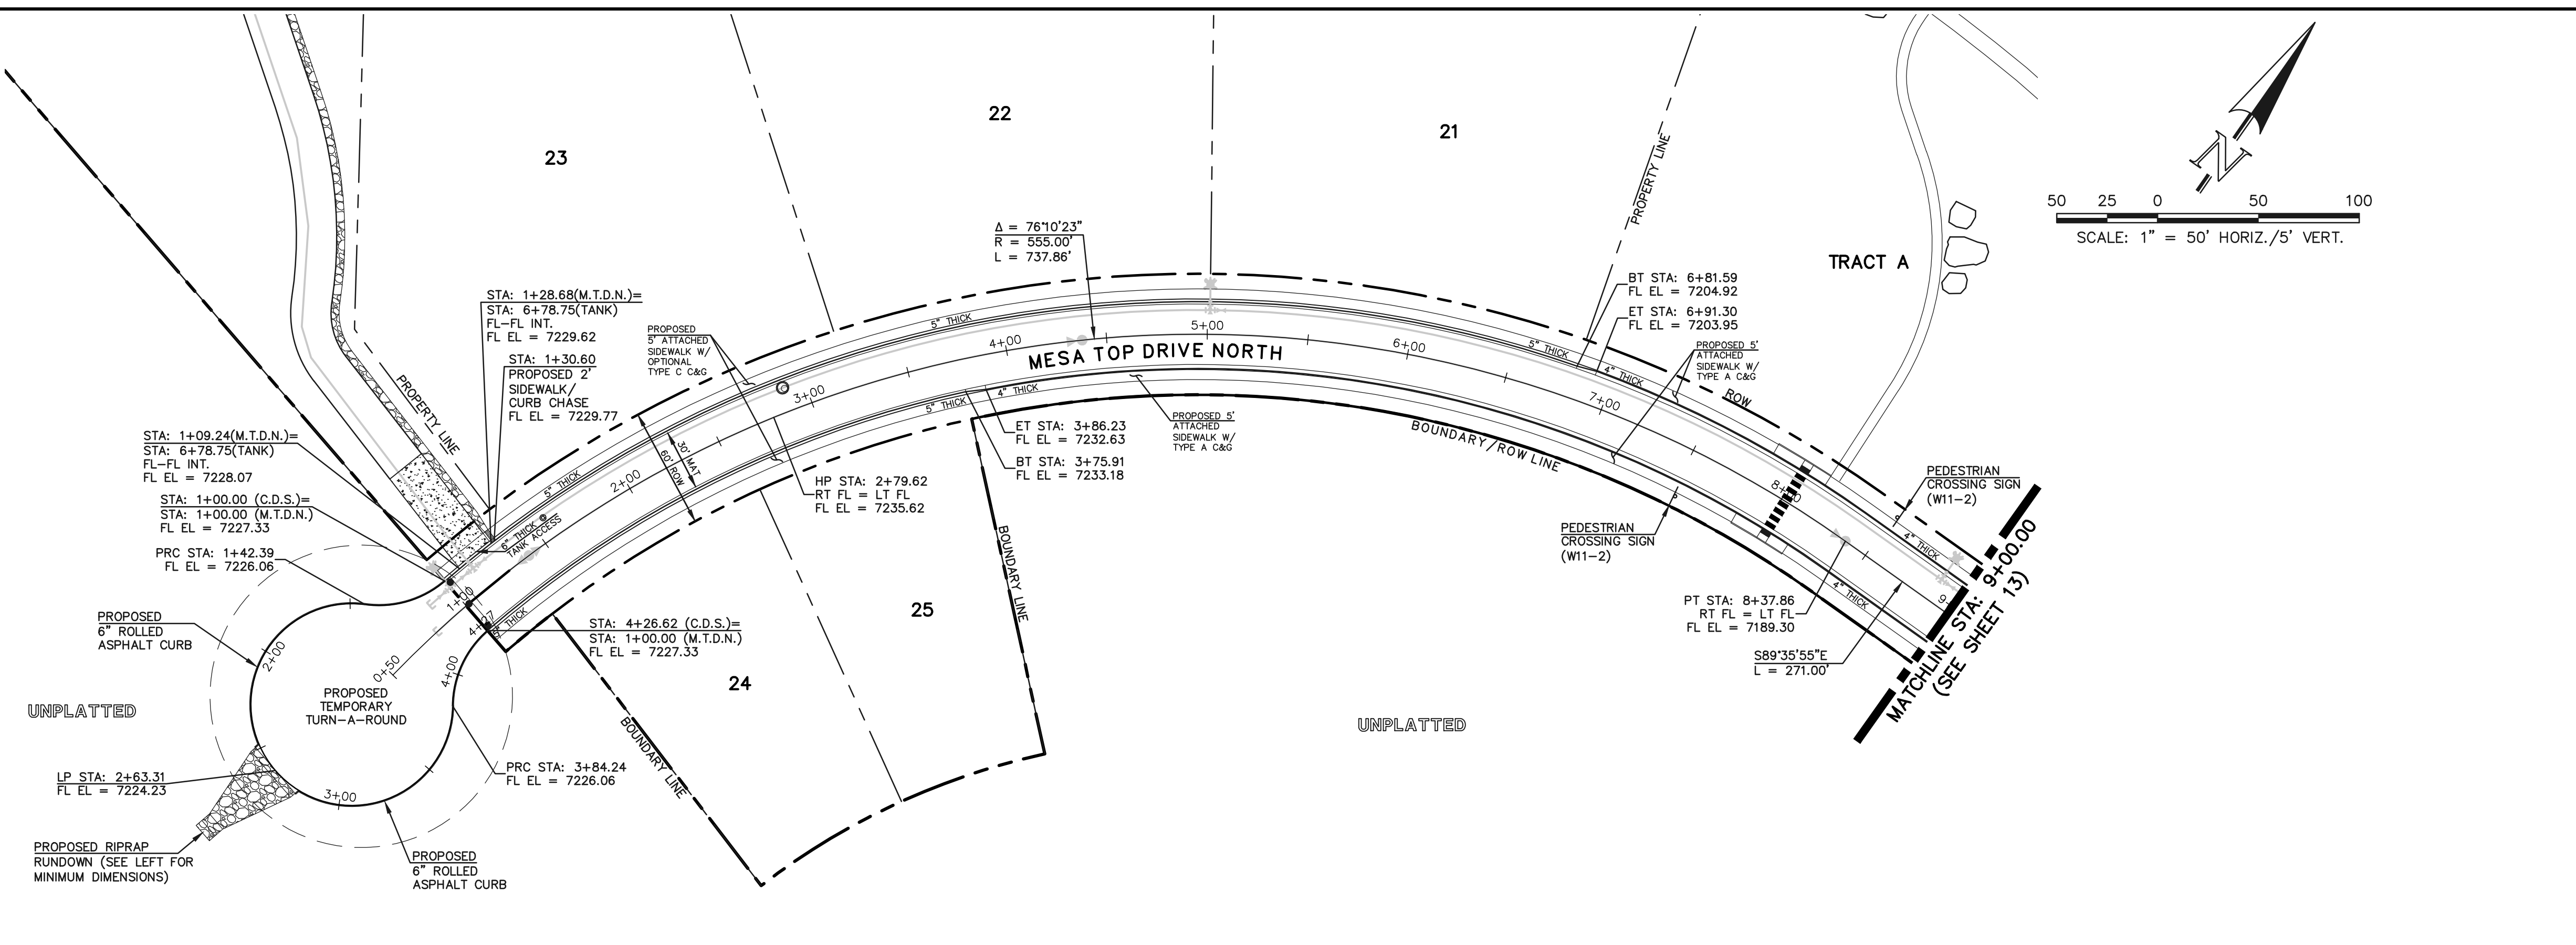 23
22
21
TRACT A
N
50 25 0 50 100
SCALE: 1" = 50' HORIZ./5' VERT.
Δ = 76°10'23"
R = 555.00'
L = 737.86'
PROPERTY LINE
BT STA: 6+81.59
FL EL = 7204.92
ET STA: 6+91.30
FL EL = 7203.95
PROPOSED 5'
ATTACHED
SIDEWALK W/
TYPE A C&G
STA: 1+28.68(M.T.D.N.)=
STA: 6+78.75(TANK)
FL-FL INT.
FL EL = 7229.62
STA: 1+30.60
PROPOSED 2'
SIDEWALK/
CURB CHASE
FL EL = 7229.77
PROPOSED
5' ATTACHED
SIDEWALK W/
OPTIONAL
TYPE C C&G
PROPERTY LINE
STA: 1+09.24(M.T.D.N.)=
STA: 6+78.75(TANK)
FL-FL INT.
FL EL = 7228.07
STA: 1+00.00 (C.D.S.)=
STA: 1+00.00 (M.T.D.N.)
FL EL = 7227.33
PRC STA: 1+42.39
FL EL = 7226.06
5" THICK
5" THICK
5" THICK
4" THICK
MESA TOP DRIVE NORTH
1+00
2+00
3+00
4+00
5+00
6+00
7+00
8+00
9
30' MAT
60' ROW
6" THICK
TANK ACCESS
5" THICK
5" THICK
4" THICK
ROW
BOUNDARY/ROW LINE
ET STA: 3+86.23
FL EL = 7232.63
BT STA: 3+75.91
FL EL = 7233.18
PROPOSED 5'
ATTACHED
SIDEWALK W/
TYPE A C&G
HP STA: 2+79.62
RT FL = LT FL
FL EL = 7235.62
PEDESTRIAN
CROSSING SIGN
(W11-2)
PEDESTRIAN
CROSSING SIGN
(W11-2)
4" THICK
4" THICK
PT STA: 8+37.86
RT FL = LT FL
FL EL = 7189.30
S89°35'55"E
L = 271.00'
MATCHLINE STA: 9+00.00
(SEE SHEET 13)
STA: 4+26.62 (C.D.S.)=
STA: 1+00.00 (M.T.D.N.)
FL EL = 7227.33
PROPOSED
6" ROLLED
ASPHALT CURB
0+50
2+00
3+00
4+00
PROPOSED
TEMPORARY
TURN-A-ROUND
UNPLATTED
24
25
BOUNDARY LINE
BOUNDARY LINE
UNPLATTED
LP STA: 2+63.31
FL EL = 7224.23
PRC STA: 3+84.24
FL EL = 7226.06
PROPOSED RIPRAP
RUNDOWN (SEE LEFT FOR
MINIMUM DIMENSIONS)
PROPOSED
6" ROLLED
ASPHALT CURB